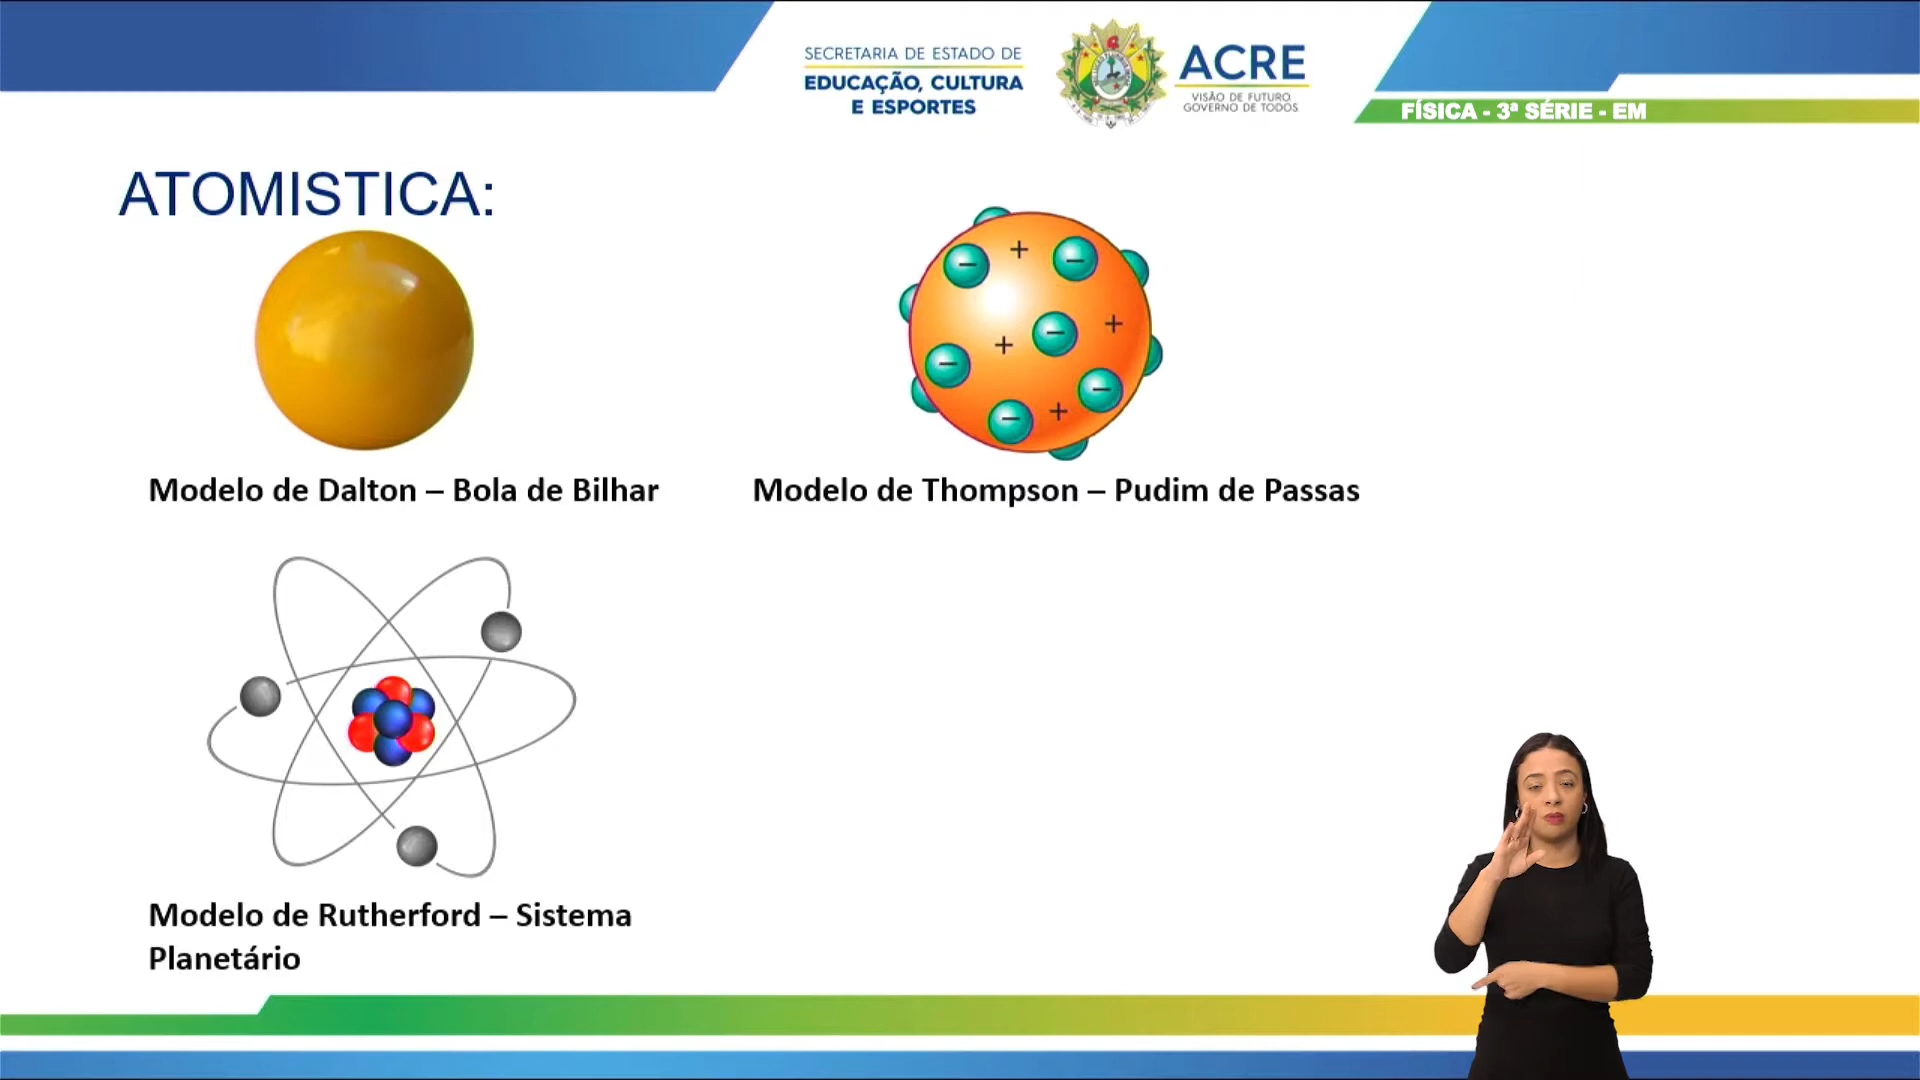 SECRETARIA DE ESTADO DE
EDUCAÇÃO, CULTURA
E ESPORTES
ACRE
VISÃO DE FUTURO
GOVERNO DE TODOS
FÍSICA - 3ª SÉRIE - EM
ATOMISTICA:
Modelo de Dalton – Bola de Bilhar
Modelo de Thompson – Pudim de Passas
Modelo de Rutherford – Sistema
Planetário